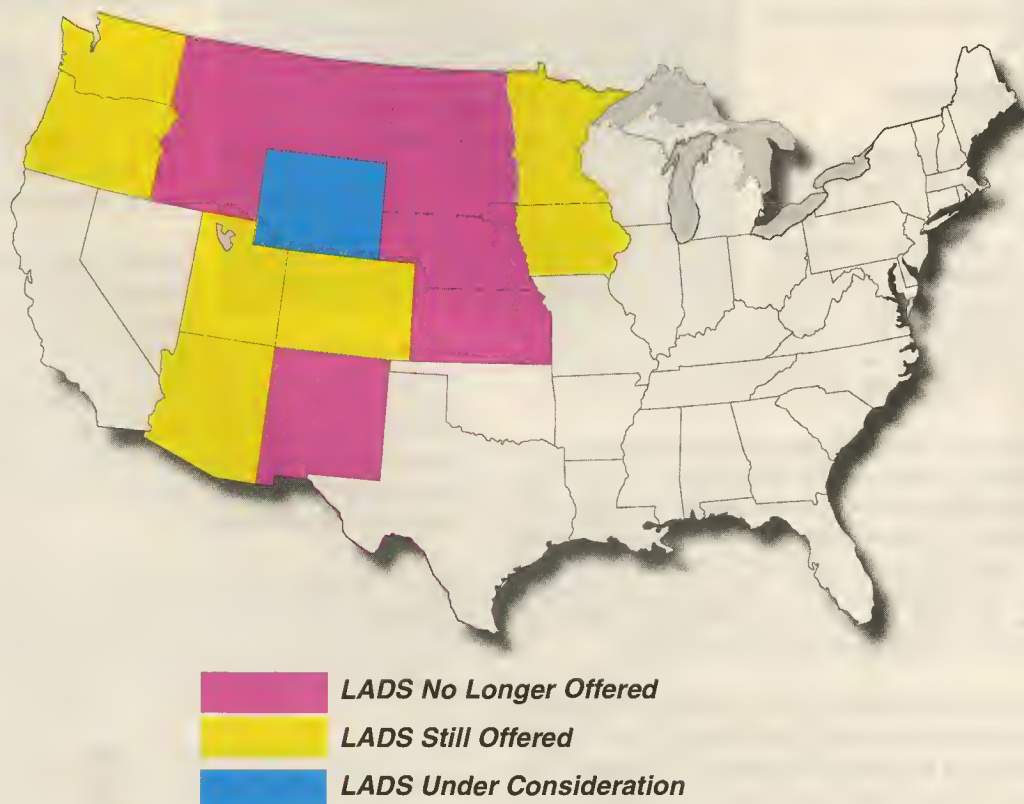 LADS No Longer Offered
LADS Still Offered
LADS Under Consideration